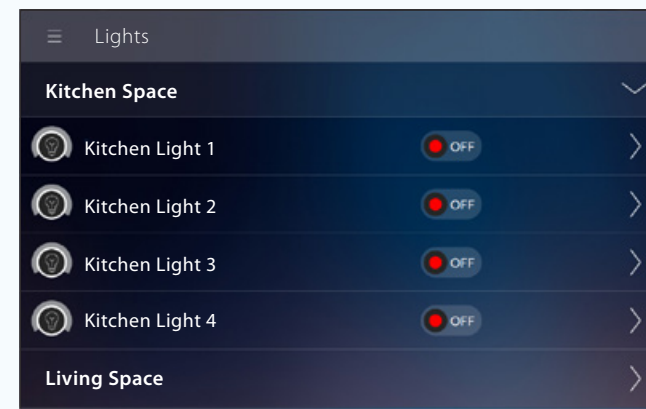 Lights
Kitchen Space
Kitchen Light 1 OFF
Kitchen Light 2 OFF
Kitchen Light 3 OFF
Kitchen Light 4 OFF
Living Space